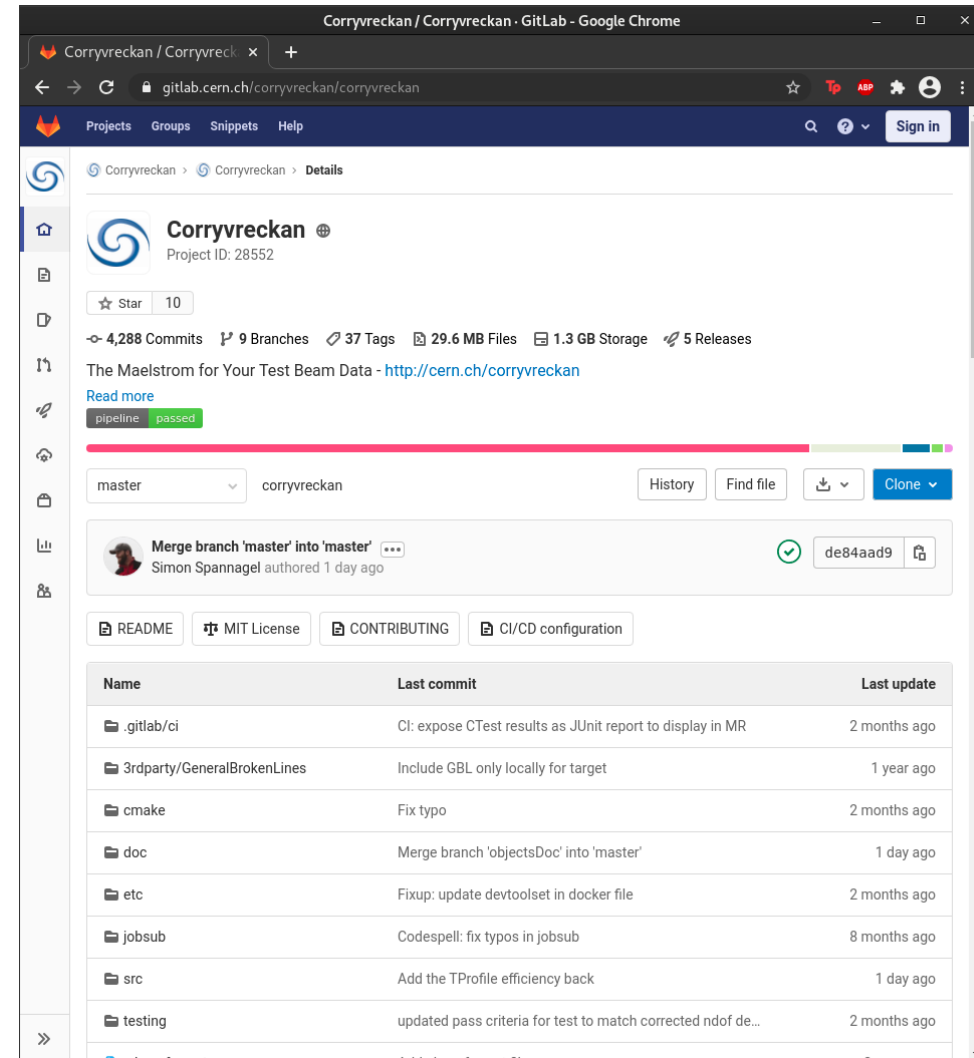 Corryvreckan / Corryvreckan · GitLab - Google Chrome
Corryvreckan / Corryvreck
gitlab.cern.ch/corryvreckan/corryvreckan
Tp
ABP
Projects Groups Snippets Help
Sign in
Corryvreckan > Corryvreckan > Details
Corryvreckan
Project ID: 28552
Star 10
4,288 Commits 9 Branches 37 Tags 29.6 MB Files 1.3 GB Storage 5 Releases
The Maelstrom for Your Test Beam Data - http://cern.ch/corryvreckan
Read more
pipeline passed
master corryvreckan History Find file Clone
Merge branch 'master' into 'master'
Simon Spannagel authored 1 day ago
de84aad9
README MIT License CONTRIBUTING CI/CD configuration
Name Last commit Last update
.gitlab/ci CI: expose CTest results as JUnit report to display in MR 2 months ago
3rdparty/GeneralBrokenLines Include GBL only locally for target 1 year ago
cmake Fix typo 2 months ago
doc Merge branch 'objectsDoc' into 'master' 1 day ago
etc Fixup: update devtoolset in docker file 2 months ago
jobsub Codespell: fix typos in jobsub 8 months ago
src Add the TProfile efficiency back 1 day ago
testing updated pass criteria for test to match corrected ndof de... 2 months ago